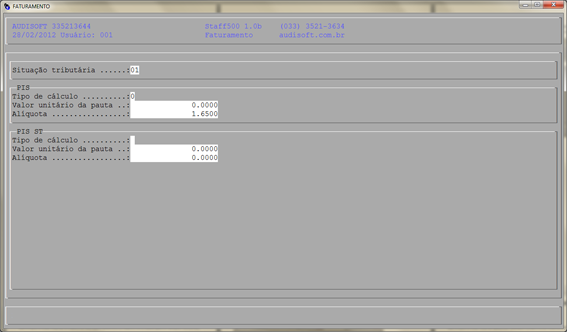 FATURAMENTO
AUDISOFT 335213644 Staff500 1.0b (033) 3521-3634
28/02/2012 Usuário: 001 Faturamento audisoft.com.br
Situação tributária ......:01
PIS
Tipo de cálculo ..........:0
Valor unitário da pauta ..: 0.0000
Alíquota .................: 1.6500
PIS ST
Tipo de cálculo ..........:
Valor unitário da pauta ..: 0.0000
Alíquota .................: 0.0000